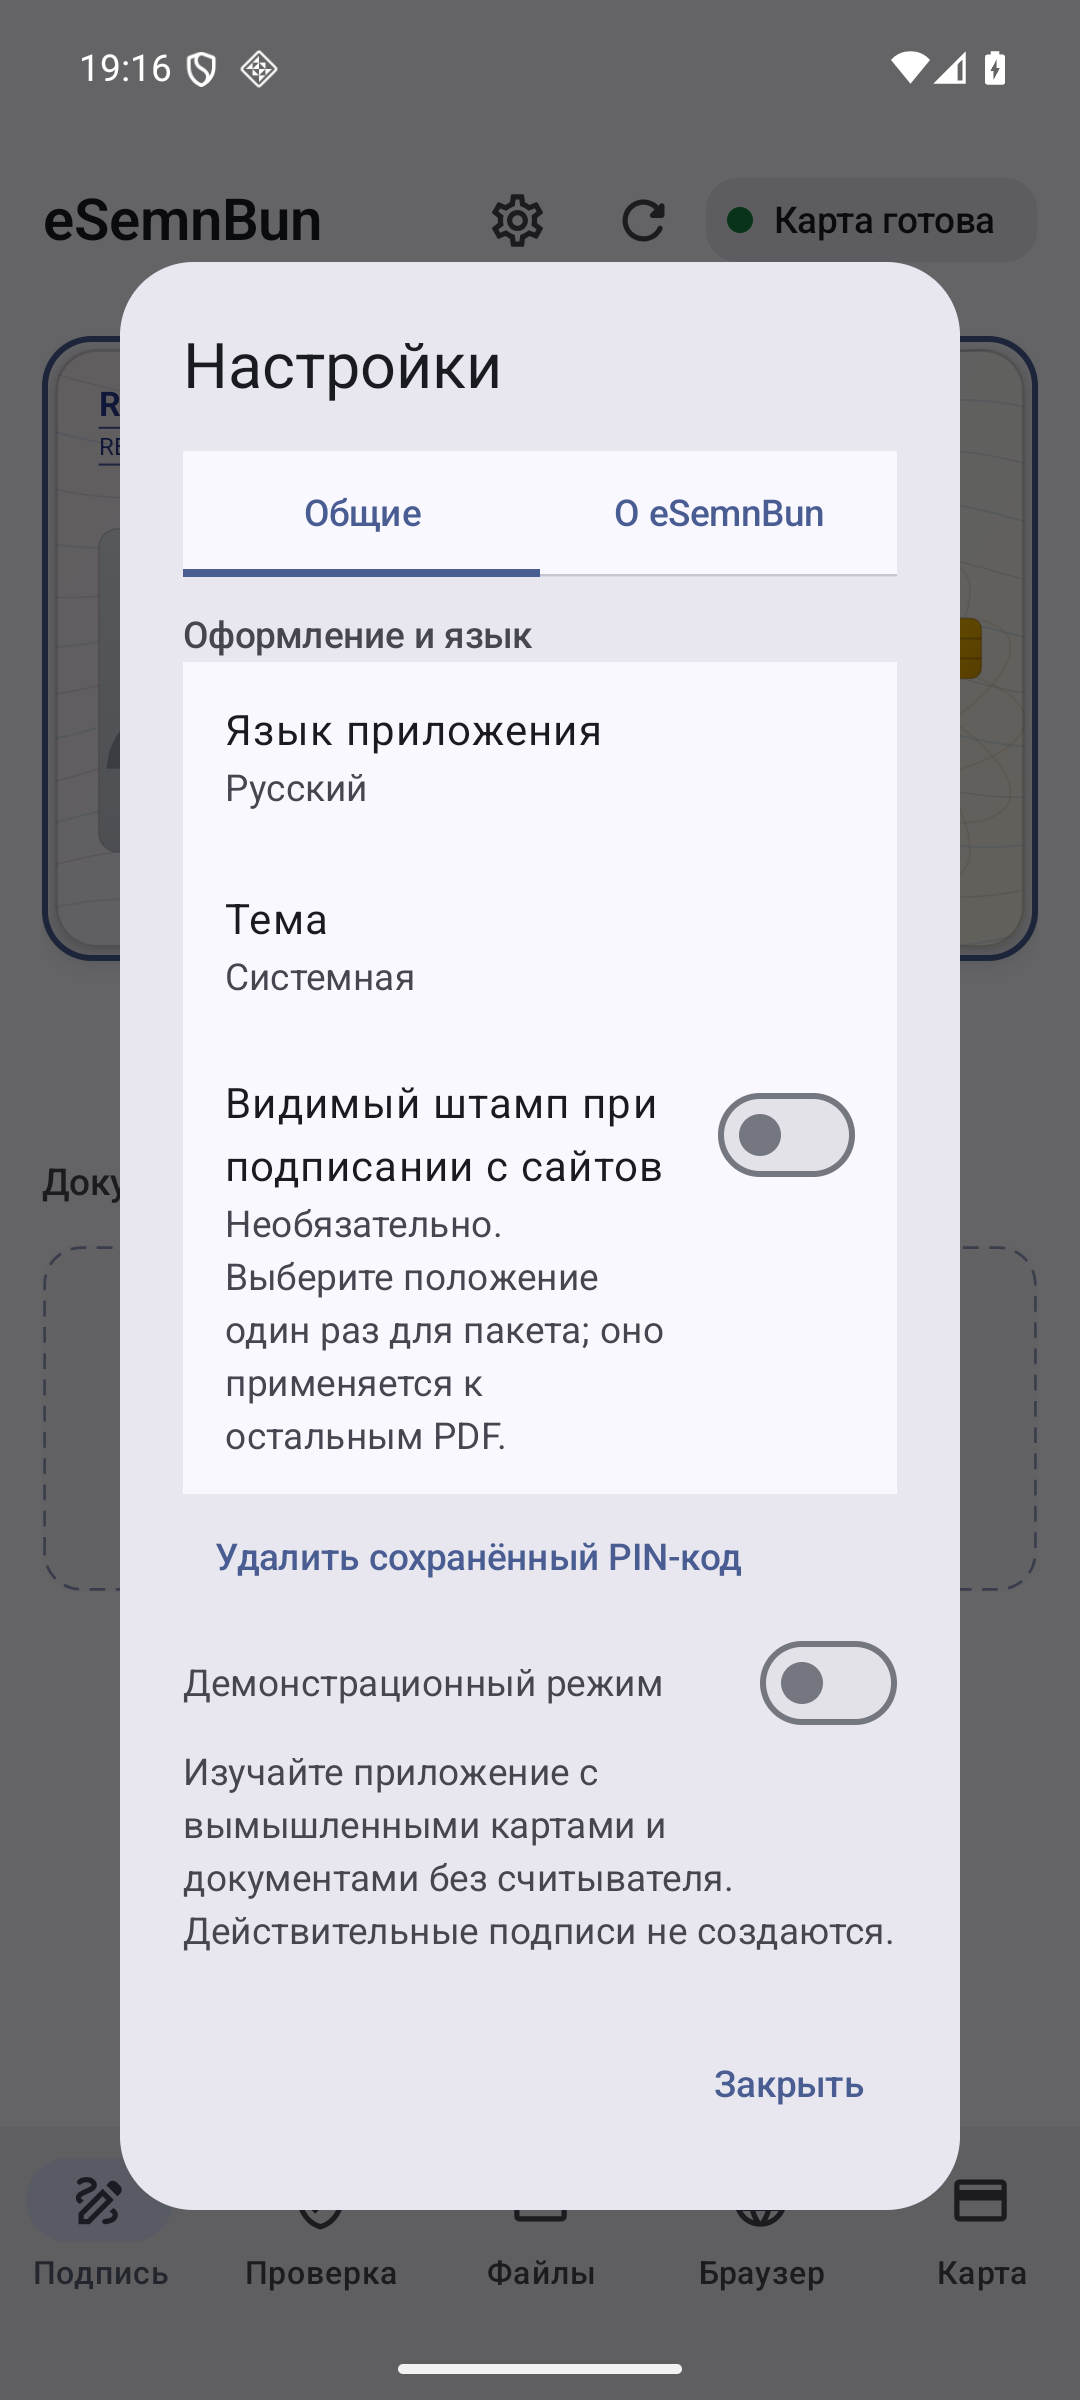 19:16
eSemnBun
Карта готова
Настройки
Общие
О eSemnBun
Оформление и язык
Язык приложения
Русский
Тема
Системная
Видимый штамп при
подписании с сайтов
Необязательно.
Выберите положение
один раз для пакета; оно
применяется к
остальным PDF.
Удалить сохранённый PIN-код
Демонстрационный режим
Изучайте приложение с
вымышленными картами и
документами без считывателя.
Действительные подписи не создаются.
Закрыть
Подпись
Проверка
Файлы
Браузер
Карта